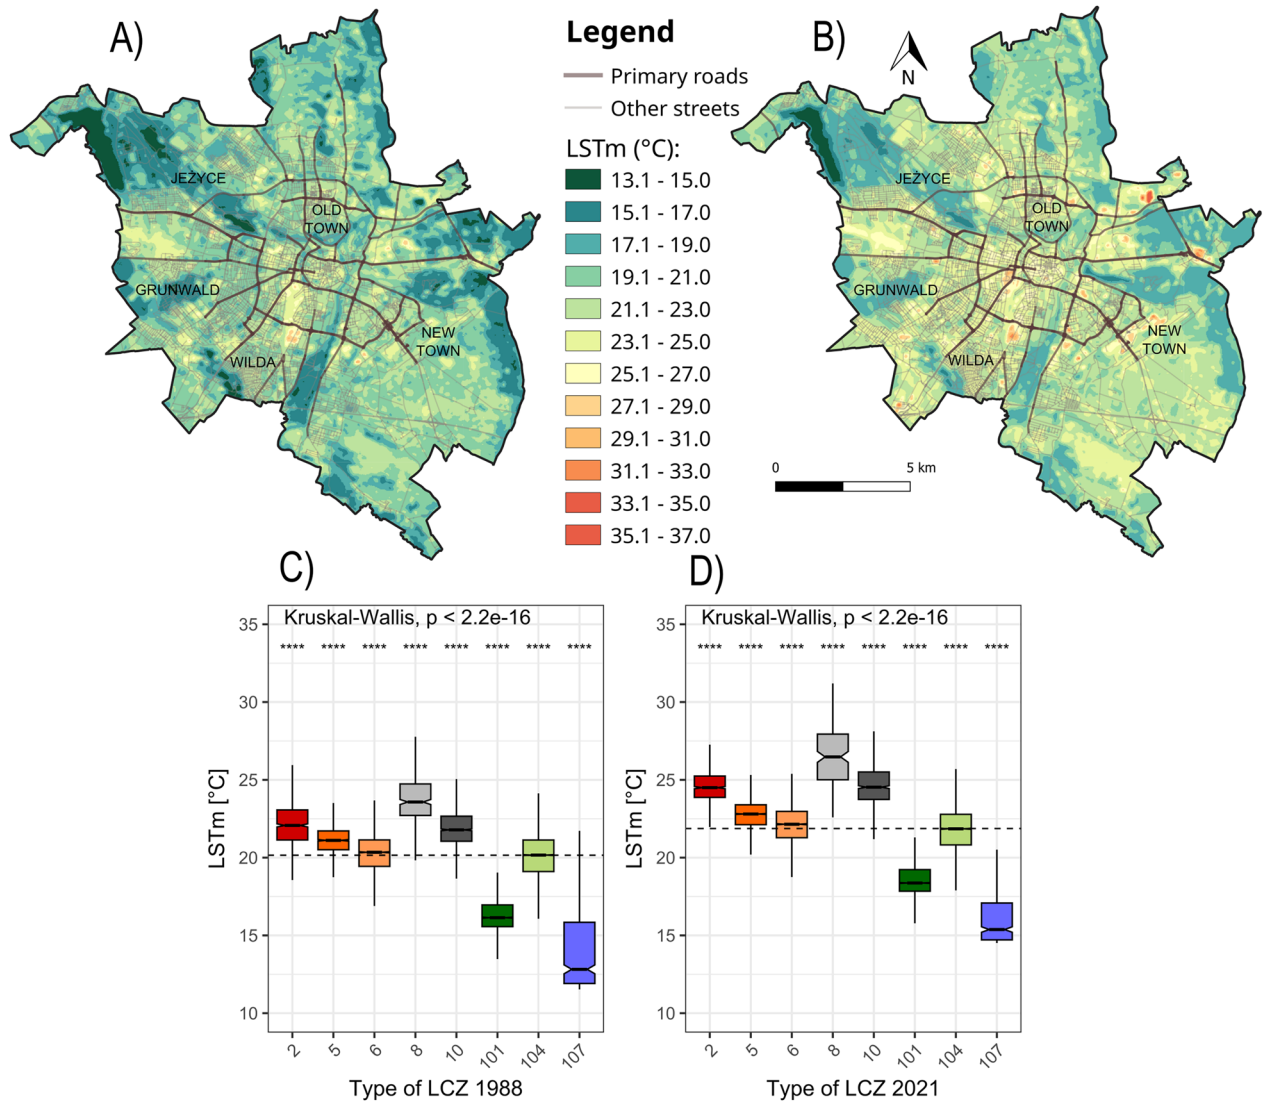 A)
B)
N
Legend
Primary roads
Other streets
LSTm (°C):
13.1 - 15.0
15.1 - 17.0
17.1 - 19.0
19.1 - 21.0
21.1 - 23.0
23.1 - 25.0
25.1 - 27.0
27.1 - 29.0
29.1 - 31.0
31.1 - 33.0
33.1 - 35.0
35.1 - 37.0
JEŻYCE
OLD
TOWN
GRUNWALD
WILDA
NEW
TOWN
JEŻYCE
OLD
TOWN
GRUNWALD
WILDA
NEW
TOWN
0 5 km
C)
Kruskal-Wallis, p < 2.2e-16
**** **** **** **** **** **** **** ****
35
30
25
20
15
10
LSTm [°C]
2 5 6 8 10 101 104 107
Type of LCZ 1988
D)
Kruskal-Wallis, p < 2.2e-16
**** **** **** **** **** **** **** ****
35
30
25
20
15
10
LSTm [°C]
2 5 6 8 10 101 104 107
Type of LCZ 2021